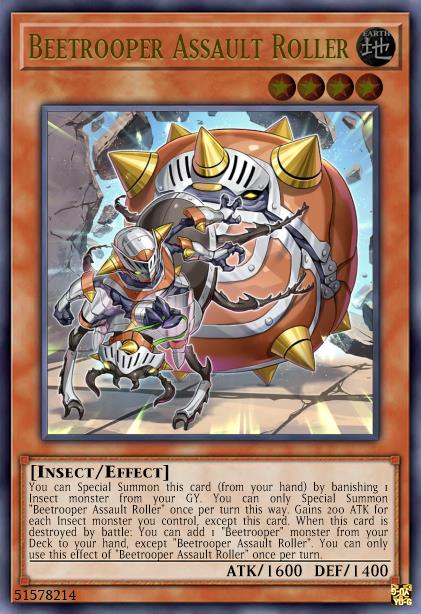 BEETROOPER ASSAULT ROLLER
EARTH
地
[INSECT/EFFECT]
You can Special Summon this card (from your hand) by banishing 1
Insect monster from your GY. You can only Special Summon
"Beetrooper Assault Roller" once per turn this way. Gains 200 ATK for
each Insect monster you control, except this card. When this card is
destroyed by battle: You can add 1 "Beetrooper" monster from your
Deck to your hand, except "Beetrooper Assault Roller". You can only
use this effect of "Beetrooper Assault Roller" once per turn.
ATK/1600 DEF/1400
51578214